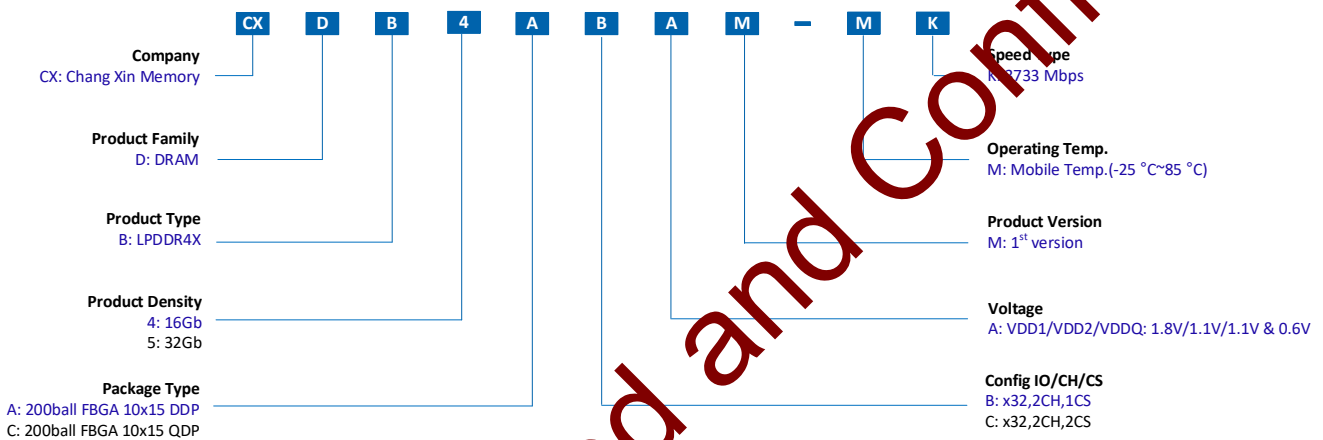 CX D B 4 A B A M – M K
Company
CX: Chang Xin Memory
Product Family
D: DRAM
Product Type
B: LPDDR4X
Product Density
4: 16Gb
5: 32Gb
Package Type
A: 200ball FBGA 10x15 DDP
C: 200ball FBGA 10x15 QDP
Speed Type
Mbps
Operating Temp.
M: Mobile Temp.(-25 °C~85 °C)
Product Version
M: 1st version
Voltage
A: VDD1/VDD2/VDDQ: 1.8V/1.1V/1.1V & 0.6V
Config IO/CH/CS
B: x32,2CH,1CS
C: x32,2CH,2CS
and